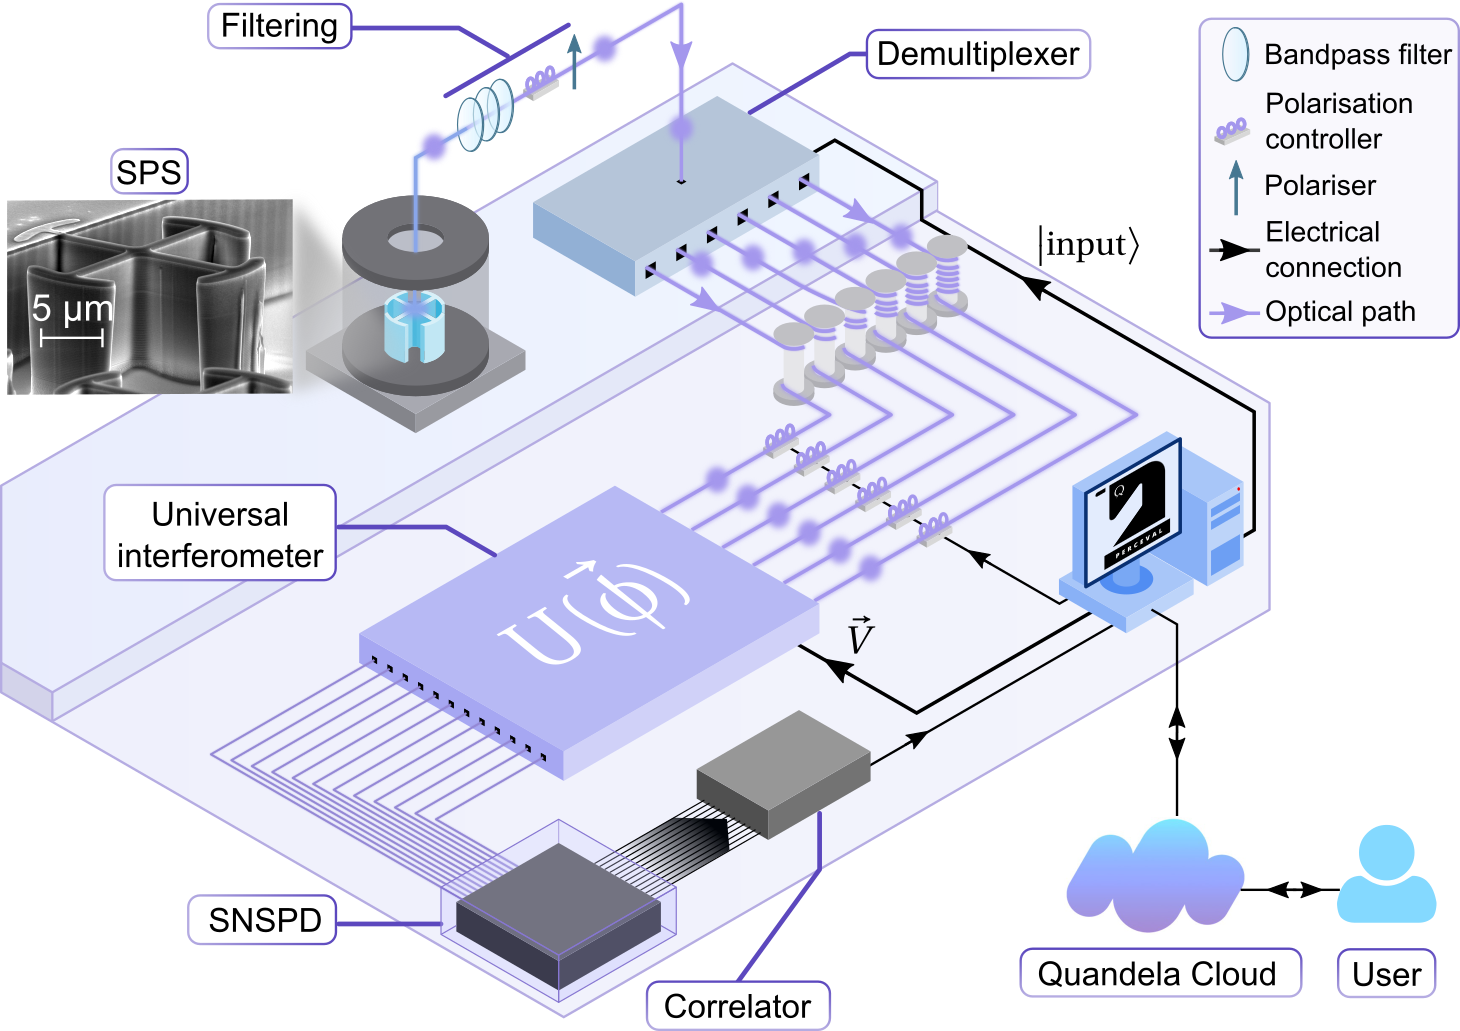 Filtering
Demultiplexer
Bandpass filter
Polarisation
controller
Polariser
Electrical
connection
Optical path
SPS
5 µm
|input⟩
Universal
interferometer
U(ϕ⃗)
Q
PERCEVAL
V⃗
SNSPD
Correlator
Quandela Cloud
User